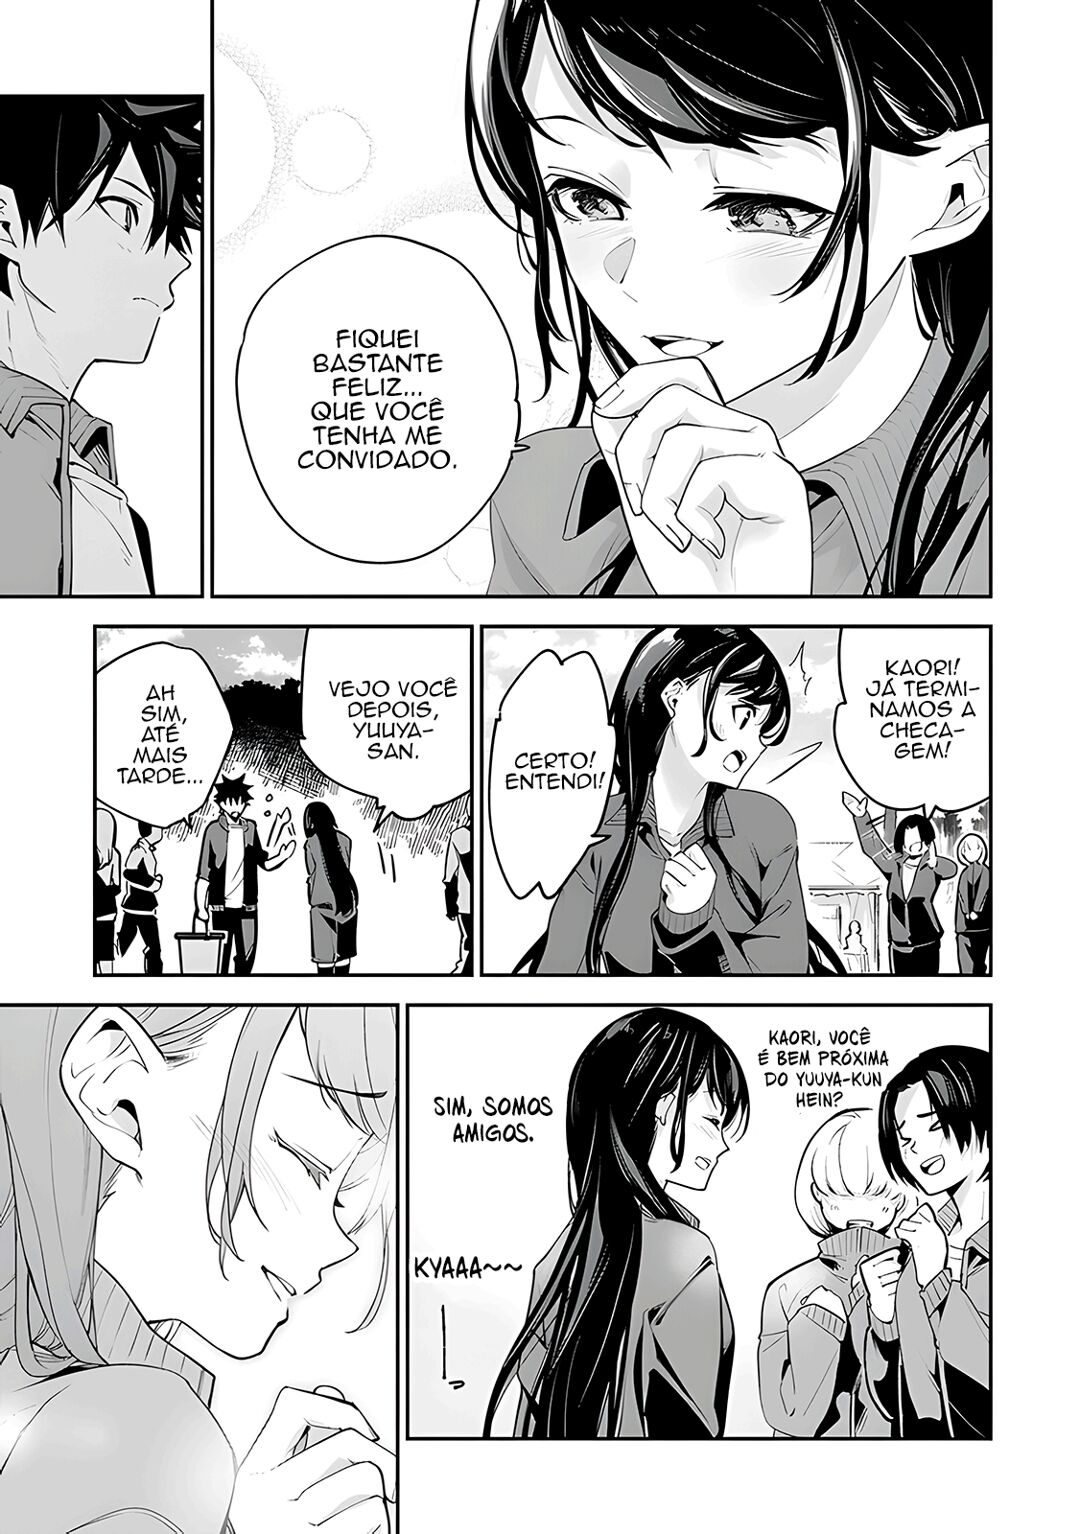 FIQUEI
BASTANTE
FELIZ...
QUE VOCÊ
TENHA ME
CONVIDADO.
KAORI!
JÁ TERMI-
NAMOS A
CHECA-
GEM!
CERTO!
ENTENDI!
VEJO VOCÊ
DEPOIS,
YUUYA-
SAN.
AH
SIM,
ATÉ
MAIS
TARDE...
KAORI, VOCÊ
É BEM PRÓXIMA
DO YUUYA-KUN
HEIN?
SIM, SOMOS
AMIGOS.
KYAAA~~